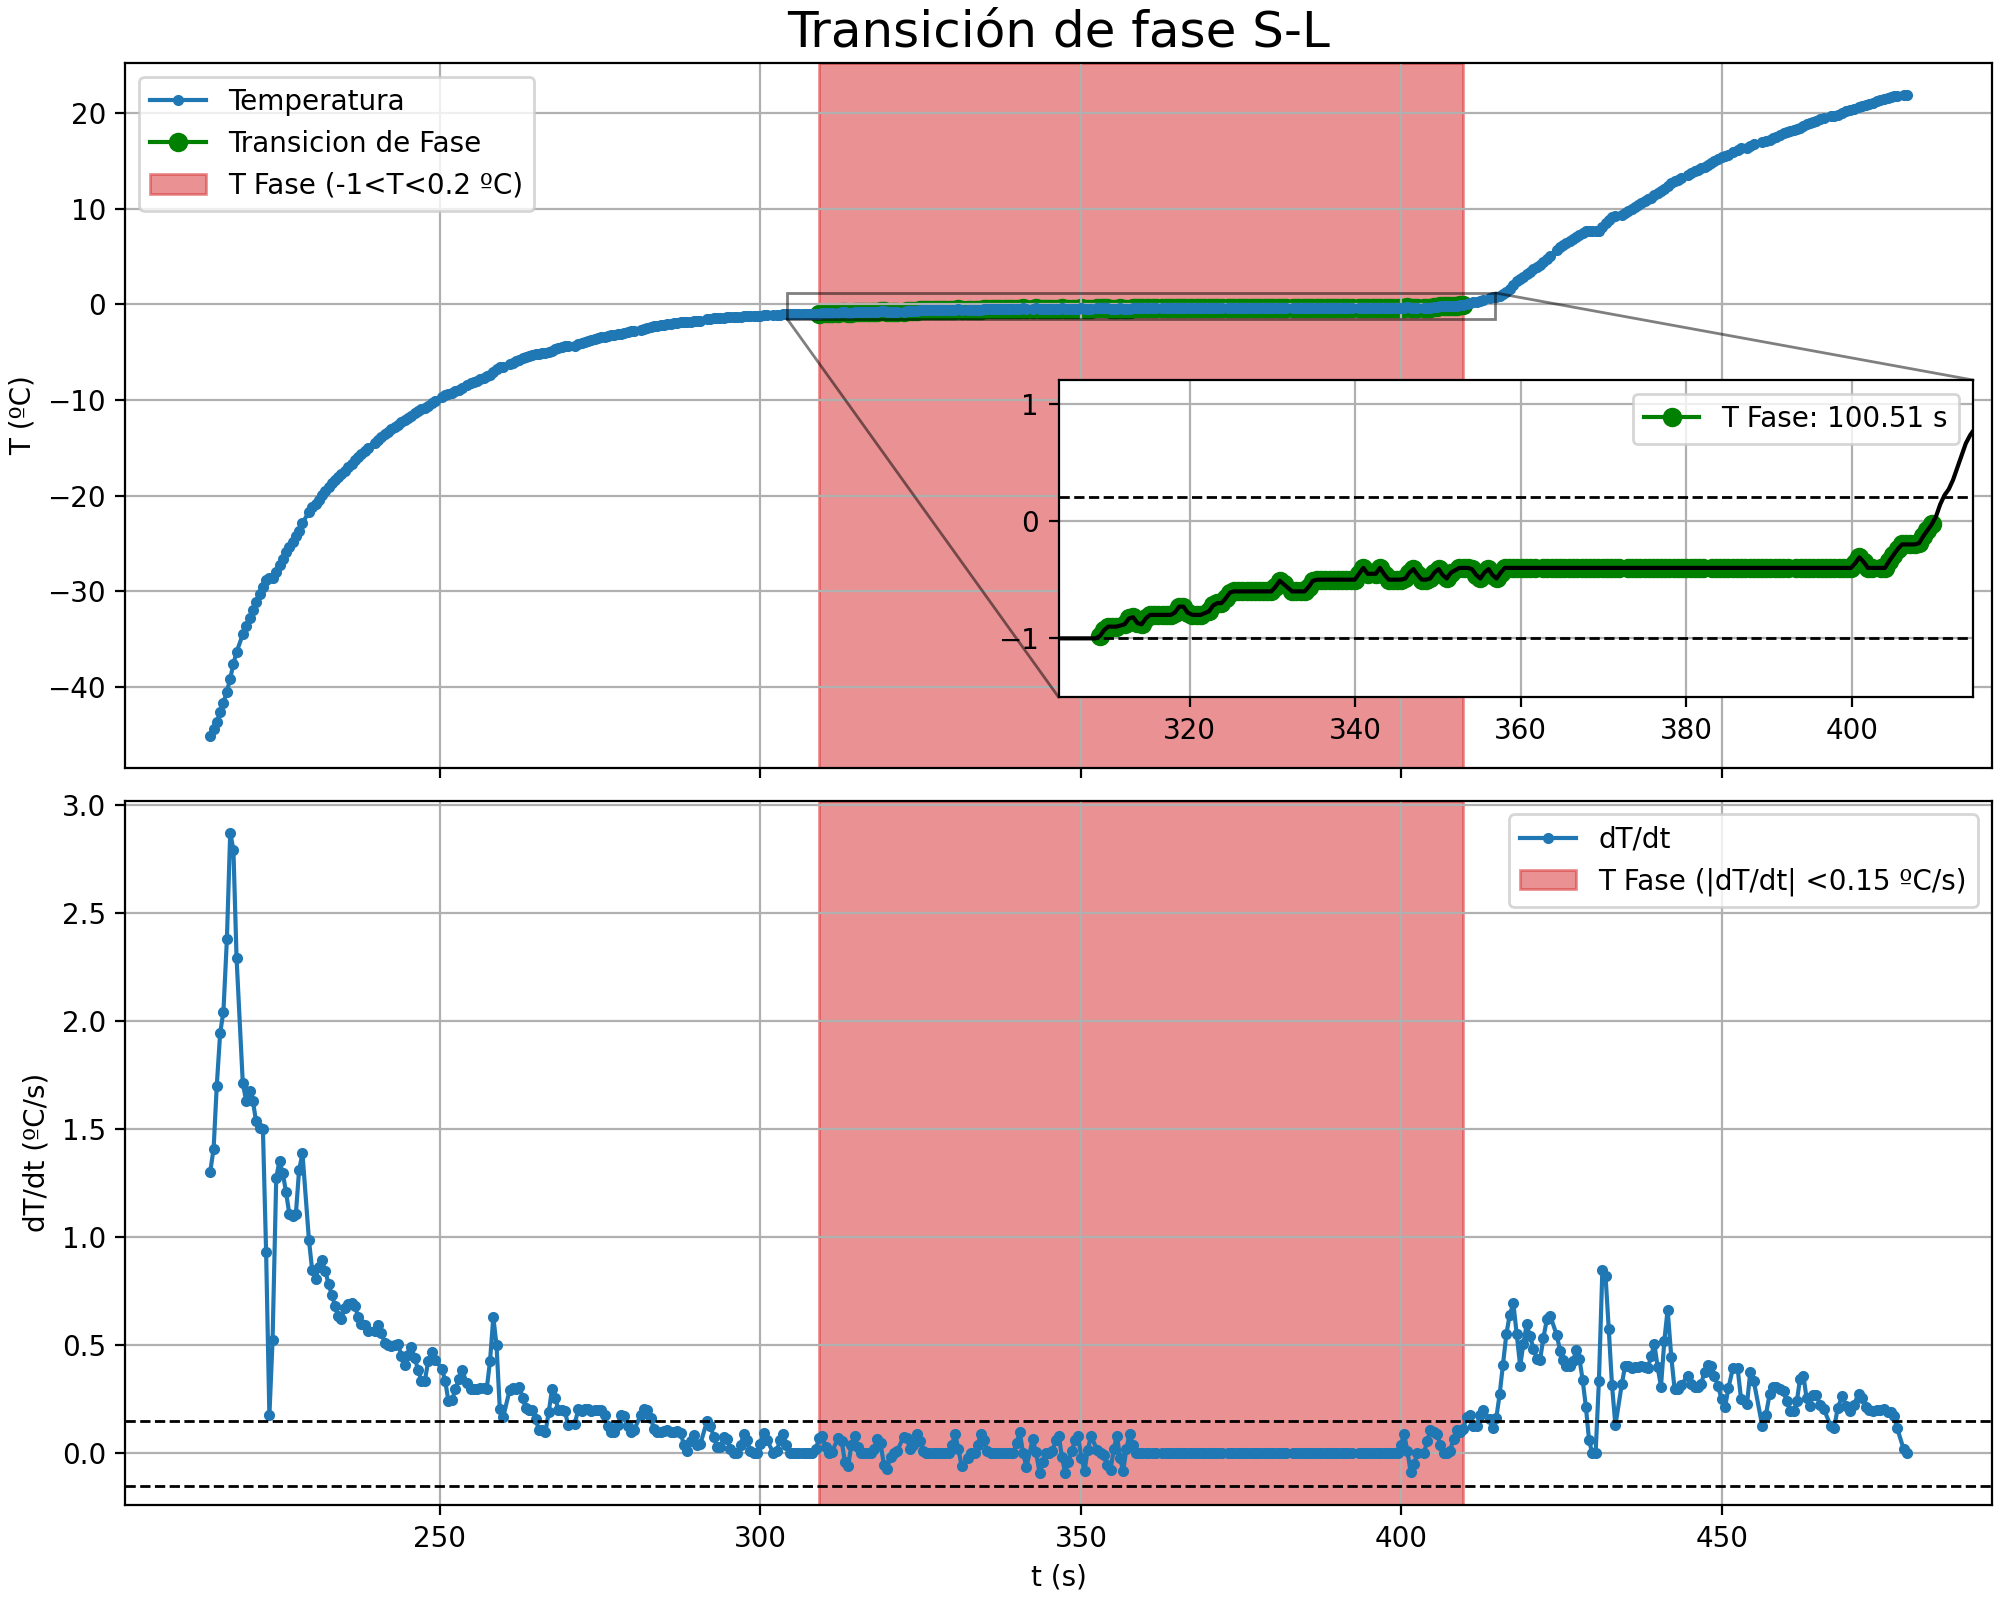 Transición de fase S-L
Temperatura
Transicion de Fase
T Fase (-1<T<0.2 ºC)
T (ºC)
20
10
0
−10
−20
−30
−40
T Fase: 100.51 s
1
0
−1
320 340 360 380 400
dT/dt
T Fase (|dT/dt| <0.15 ºC/s)
dT/dt (ºC/s)
3.0
2.5
2.0
1.5
1.0
0.5
0.0
250 300 350 400 450
t (s)